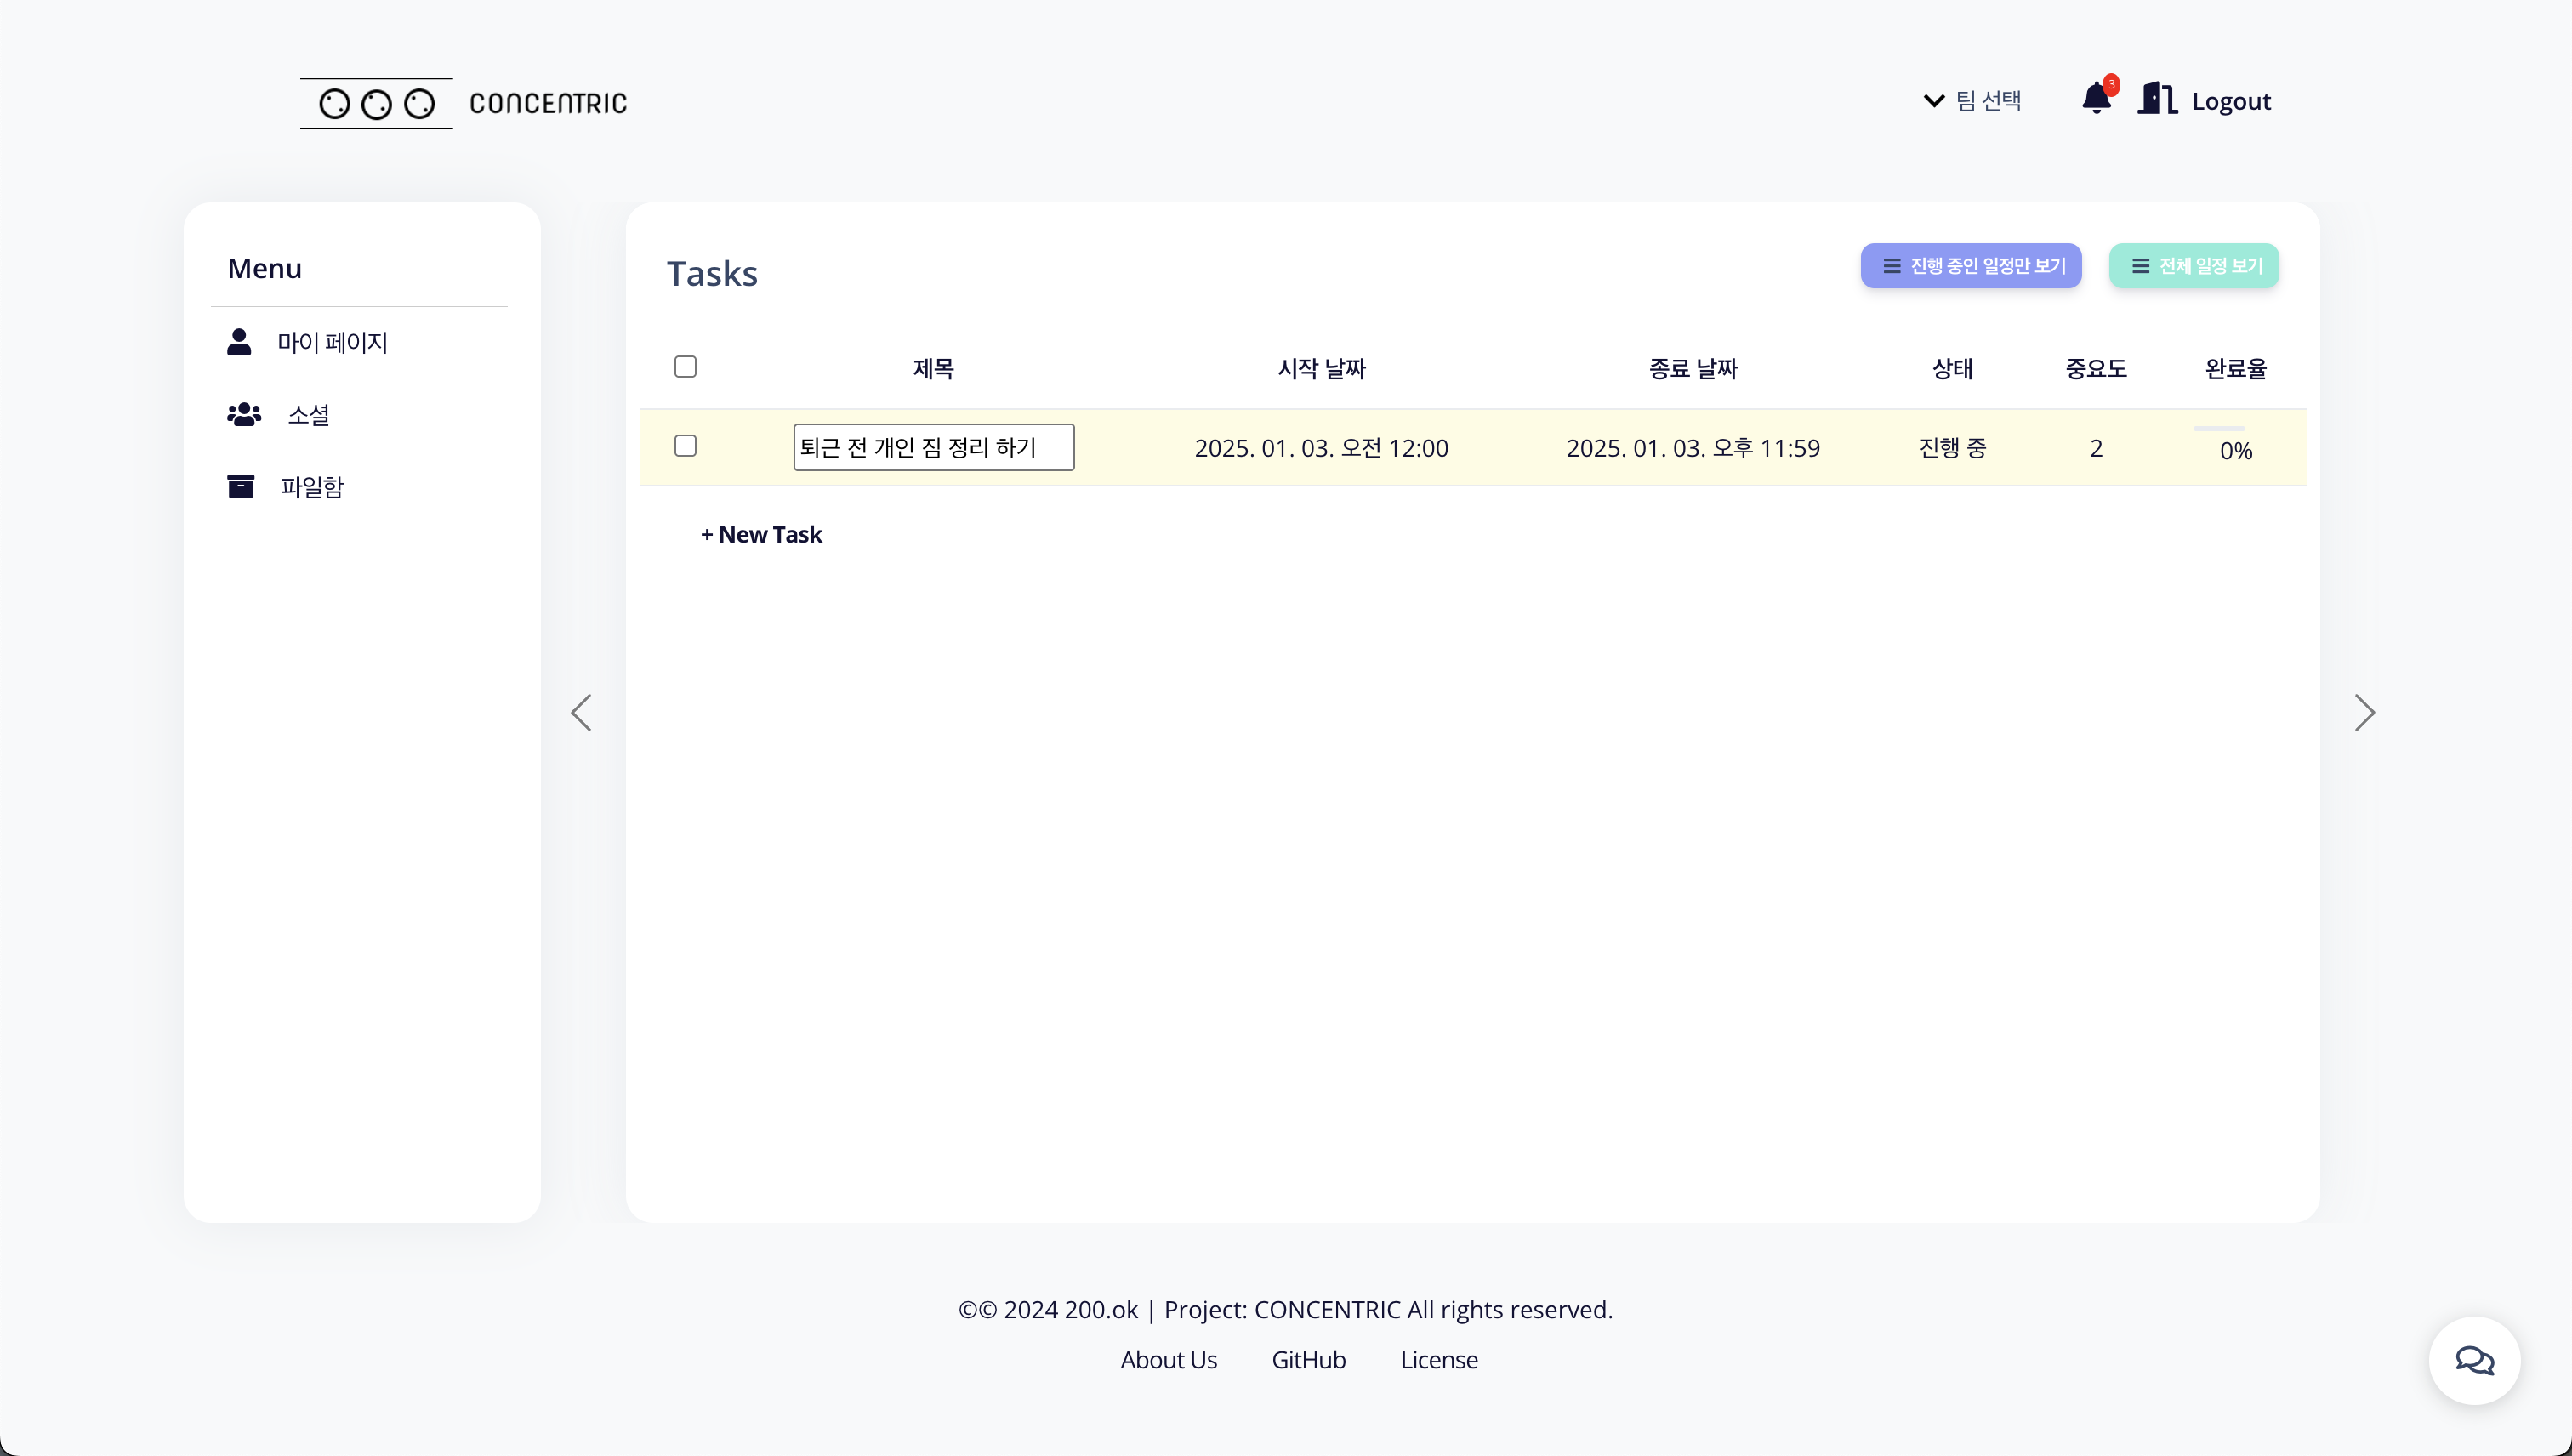 CONCENTRIC
팀 선택
3
Logout
Menu
마이 페이지
소셜
파일함
Tasks
진행 중인 일정만 보기
전체 일정 보기
제목 시작 날짜 종료 날짜 상태 중요도 완료율
퇴근 전 개인 짐 정리 하기 2025. 01. 03. 오전 12:00 2025. 01. 03. 오후 11:59 진행 중 2 0%
+ New Task
©© 2024 200.ok | Project: CONCENTRIC All rights reserved.
About Us GitHub License